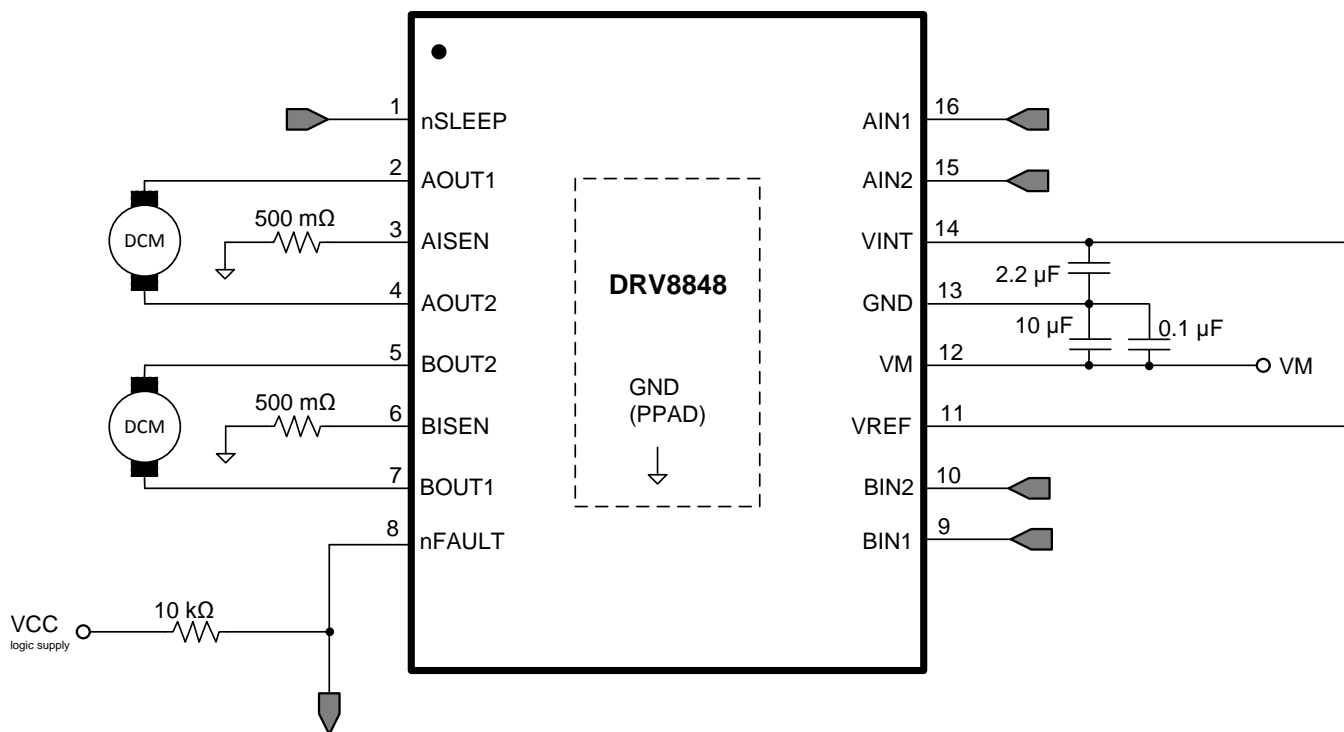 1
nSLEEP
AIN1
16
2
AOUT1
AIN2
15
DCM
500 mΩ
3
AISEN
VINT
14
DRV8848
2.2 µF
4
AOUT2
GND
13
10 µF
0.1 µF
5
BOUT2
VM
12
VM
DCM
500 mΩ
6
BISEN
GND
(PPAD)
VREF
11
7
BOUT1
BIN2
10
8
nFAULT
BIN1
9
VCC
logic supply
10 kΩ